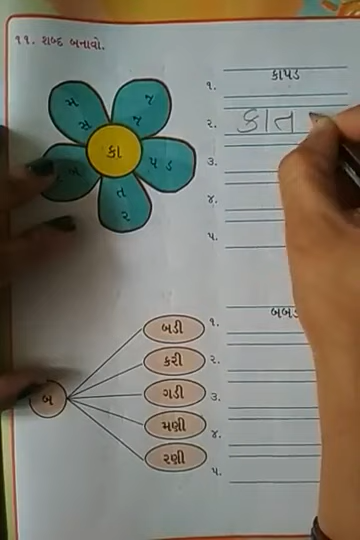 ૧૧. શબ્દ બનાવો.
કા
મ
સ
જ
ળ
પ ડ
ત
ર
બ
૧. કાપડ
૨. કાત
૩.
૪.
૫.
બ
બડી
કરી
ગડી
મણી
રણી
૧. બબડ
૨.
૩.
૪.
૫.